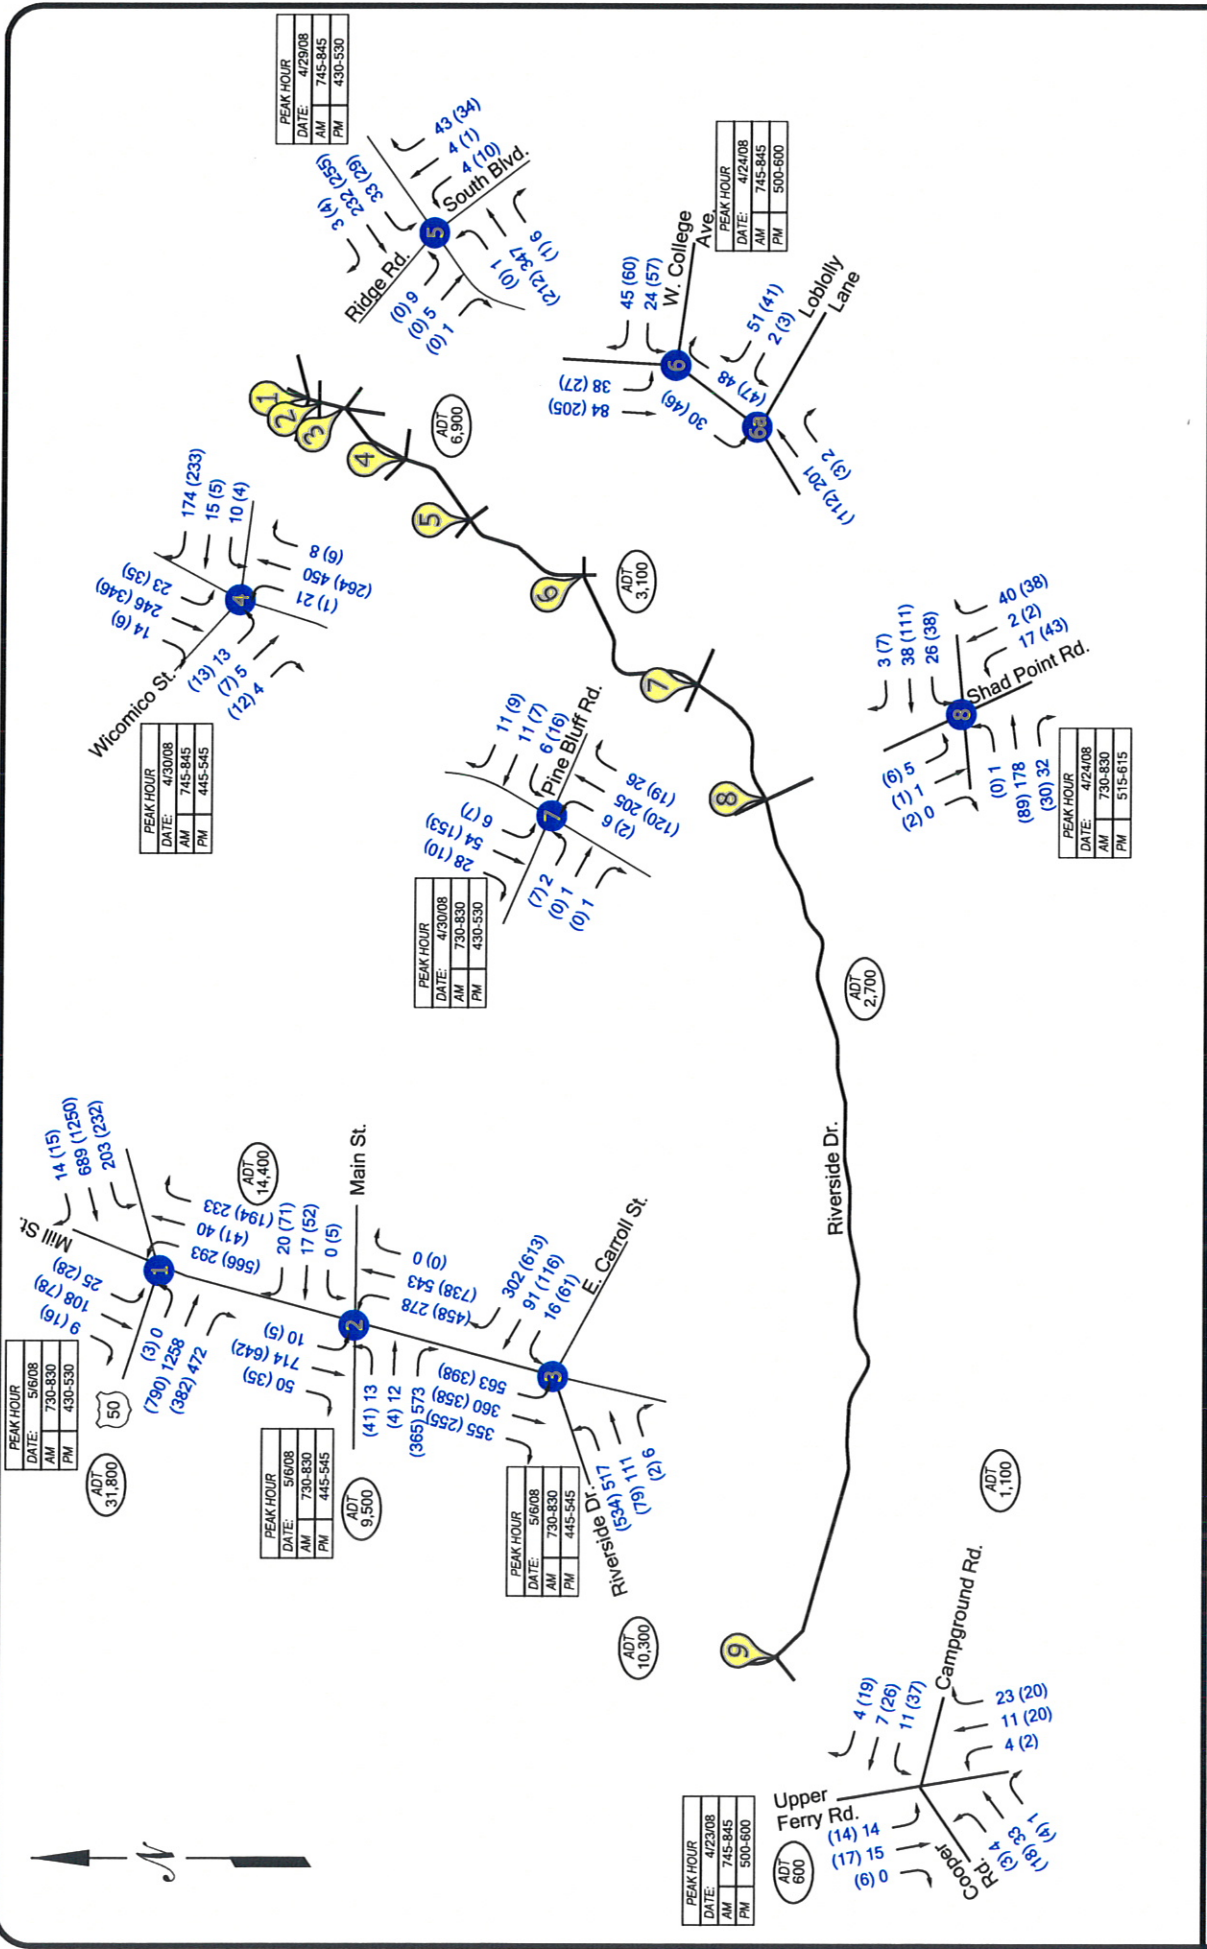 PEAK HOUR
DATE: 4/29/08
AM 745-845
PM 430-530
3 (4)
232 (255)
33 (29)
43 (34)
4 (1)
4 (10)
Ridge Rd.
5
South Blvd.
(0) 9
(0) 5
(0) 1
(0) 1
(212) 347
(1) 6
PEAK HOUR
DATE: 4/24/08
AM 745-845
PM 500-600
45 (60)
24 (57)
W. College
Ave.
38 (27)
84 (205)
6
30 (46)
(47) 48
51 (41)
2 (3)
Loblolly
Lane
6a
(112) 201
(3) 2
1
2
3
4
5
6
7
8
9
ADT
6,900
ADT
3,100
ADT
2,700
Riverside Dr.
174 (233)
15 (5)
10 (4)
23 (35)
246 (346)
14 (6)
4
Wicomico St.
(13) 13
(7) 5
(12) 4
(1) 21
(264) 450
(6) 8
PEAK HOUR
DATE: 4/30/08
AM 745-845
PM 445-545
11 (9)
11 (7)
6 (16)
Pine Bluff Rd.
6 (7)
54 (153)
28 (10)
7
(7) 2
(0) 1
(0) 1
(2) 6
(120) 205
(19) 26
PEAK HOUR
DATE: 4/30/08
AM 730-830
PM 430-530
3 (7)
38 (111)
26 (38)
40 (38)
2 (2)
17 (43)
Shad Point Rd.
8
(6) 5
(1) 1
(2) 0
(0) 1
(89) 178
(30) 32
PEAK HOUR
DATE: 4/24/08
AM 730-830
PM 515-615
14 (15)
689 (1250)
203 (232)
Mill St.
25 (28)
108 (78)
9 (16)
1
(3) 0
(790) 1258
(382) 472
(566) 293
(41) 40
(194) 233
50
ADT
14,400
PEAK HOUR
DATE: 5/6/08
AM 730-830
PM 430-530
ADT
31,800
Main St.
20 (71)
17 (52)
0 (5)
10 (5)
714 (642)
50 (35)
2
(41) 13
(4) 12
(365) 573
(458) 278
(738) 543
(0) 0
PEAK HOUR
DATE: 5/6/08
AM 730-830
PM 445-545
ADT
9,500
302 (613)
91 (116)
16 (61)
E. Carroll St.
563 (398)
360 (358)
355 (255)
3
(534) 517
(79) 111
(2) 6
Riverside Dr.
PEAK HOUR
DATE: 5/6/08
AM 730-830
PM 445-545
ADT
10,300
ADT
1,100
Campground Rd.
4 (19)
7 (26)
11 (37)
23 (20)
11 (20)
4 (2)
Upper
Ferry Rd.
(14) 14
(17) 15
(6) 0
Cooper
Rd.
(3) 4
(18) 33
(4) 1
ADT
600
PEAK HOUR
DATE: 4/23/08
AM 745-845
PM 500-600
N